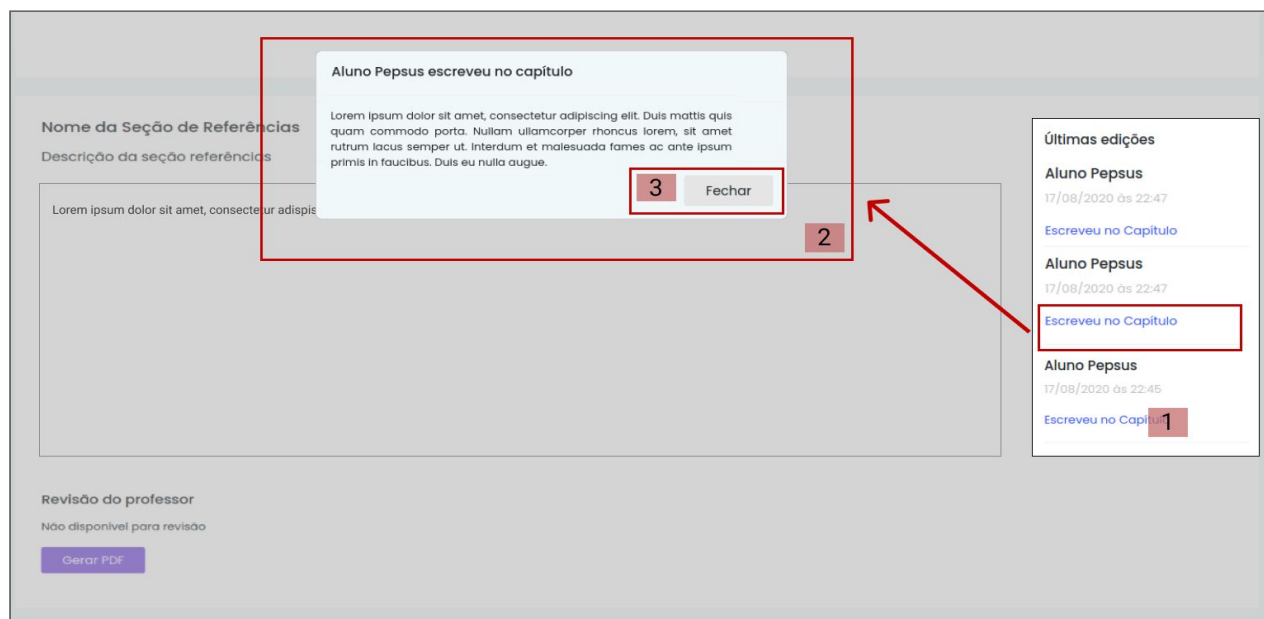 Aluno Pepsus escreveu no capítulo
Lorem ipsum dolor sit amet, consectetur adipiscing elit. Duis mattis quis
quam commodo porta. Nullam ullamcorper rhoncus lorem, sit amet
rutrum lacus semper ut. Interdum et malesuada fames ac ante ipsum
primis in faucibus. Duis eu nulla augue.
3
Fechar
2
Nome da Seção de Referências
Descrição da seção referências
Lorem ipsum dolor sit amet, consectetur adispis
Últimas edições
Aluno Pepsus
17/08/2020 às 22:47
Escreveu no Capítulo
Aluno Pepsus
17/08/2020 às 22:47
Escreveu no Capítulo
Aluno Pepsus
17/08/2020 às 22:45
Escreveu no Capítulo
1
Revisão do professor
Não disponível para revisão
Gerar PDF